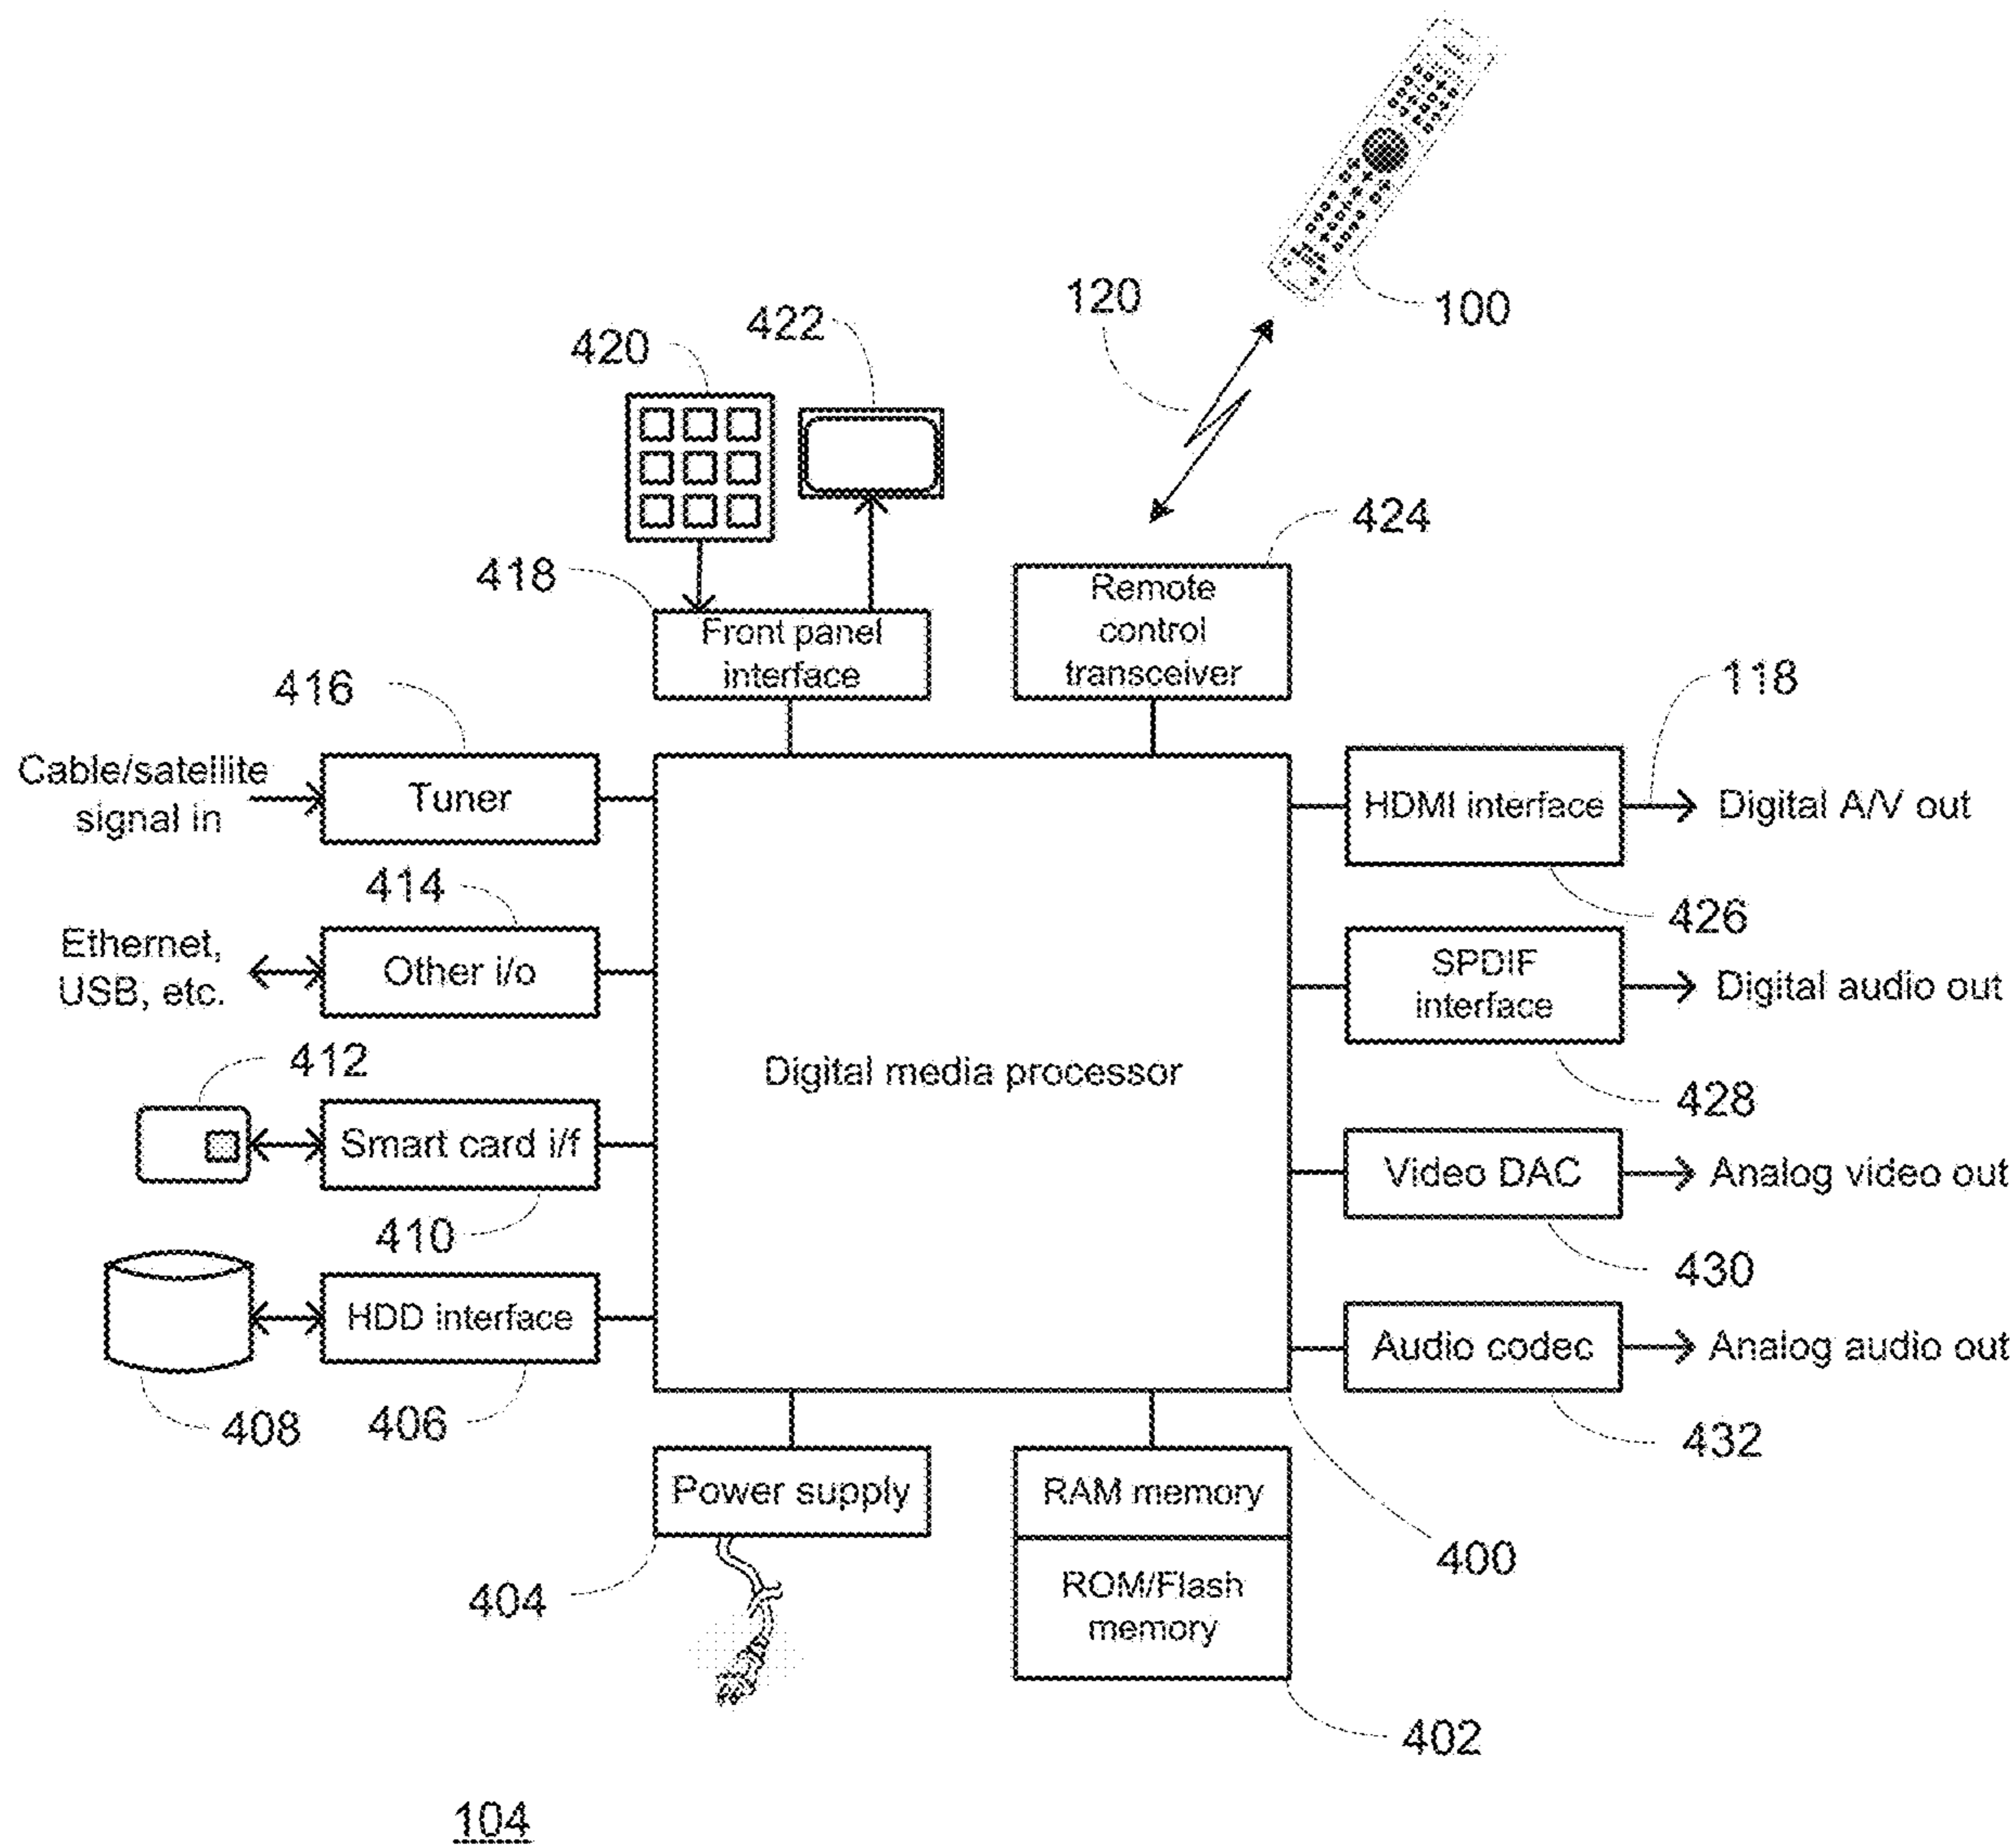 100
120
422
420
424
418
Remote
control
transceiver
Front panel
interface
416
118
Cable/satellite
signal in
Tuner
HDMI interface
Digital A/V out
414
426
Ethernet,
USB, etc.
Other i/o
SPDIF
interface
Digital audio out
412
Digital media processor
428
Smart card i/f
Video DAC
Analog video out
410
430
HDD interface
Audio codec
Analog audio out
408
406
432
Power supply
RAM memory
400
404
ROM/Flash
memory
402
104